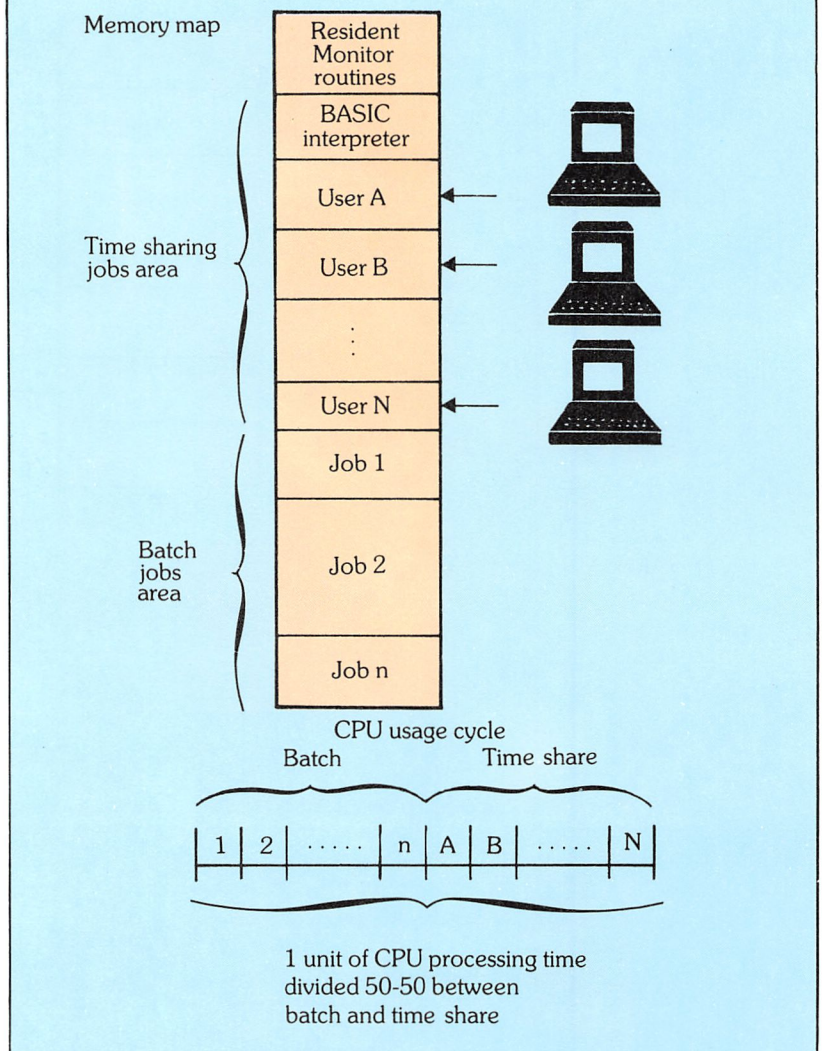 Memory map
Resident
Monitor
routines
BASIC
interpreter
User A
Time sharing
jobs area
User B
⋮
User N
Job 1
Batch
jobs
area
Job 2
Job n
CPU usage cycle
Batch
Time share
1 2 ..... n A B ..... N
1 unit of CPU processing time
divided 50-50 between
batch and time share